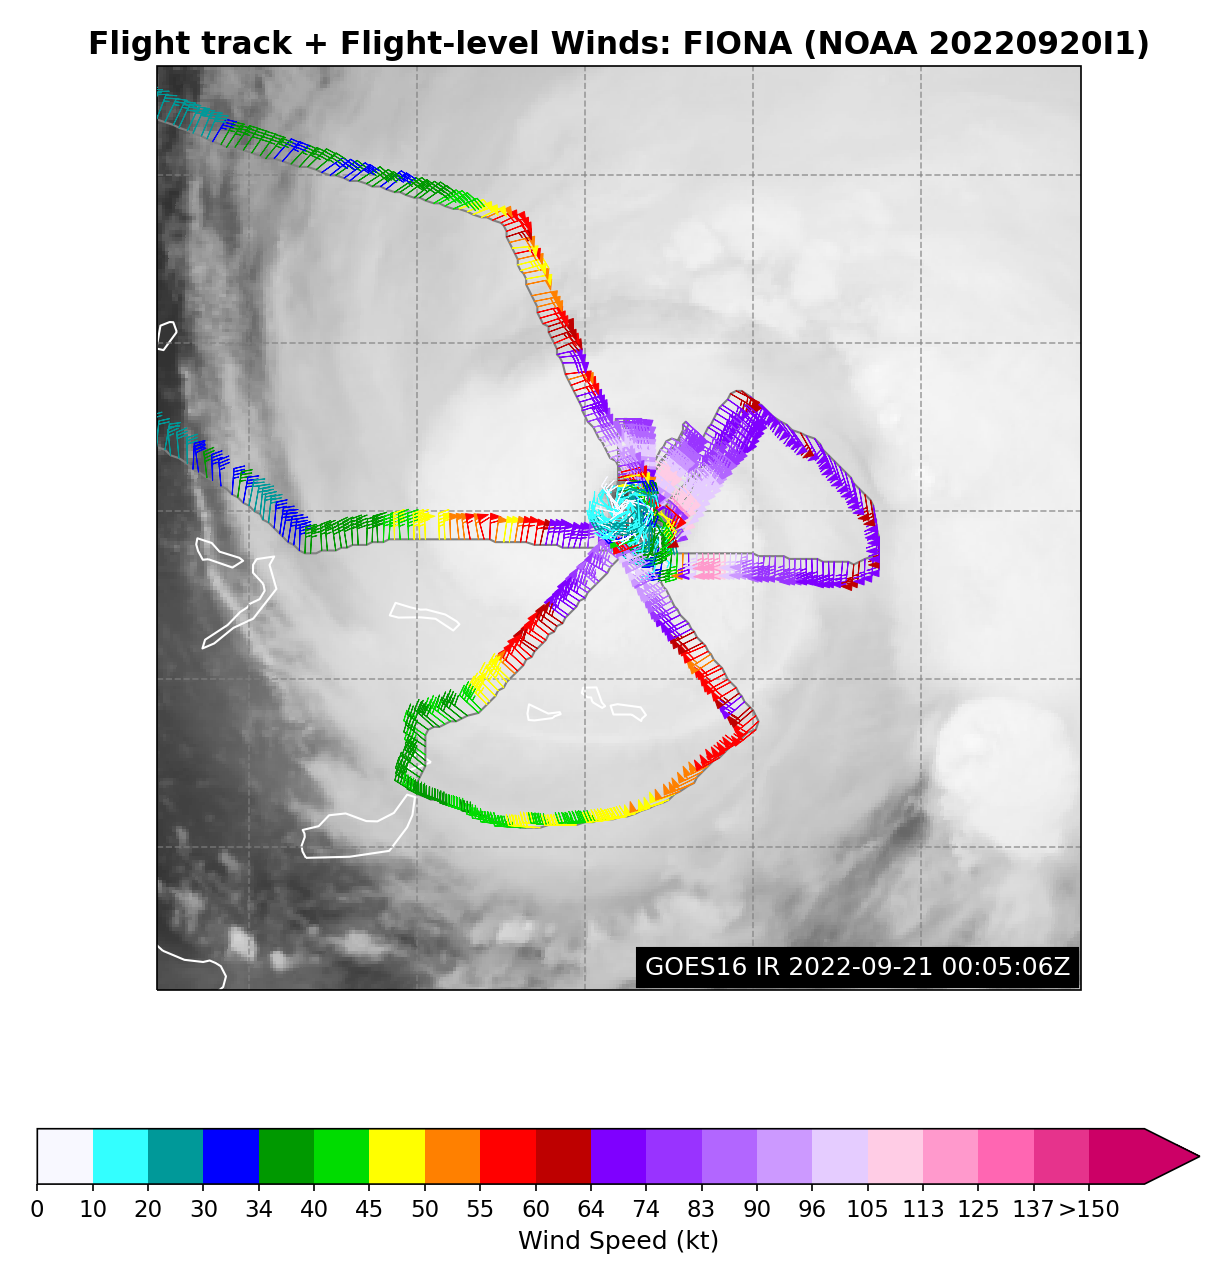 Flight track + Flight-level Winds: FIONA (NOAA 20220920I1)
GOES16 IR 2022-09-21 00:05:06Z
0 10 20 30 34 40 45 50 55 60 64 74 83 90 96 105 113 125 137 >150
Wind Speed (kt)